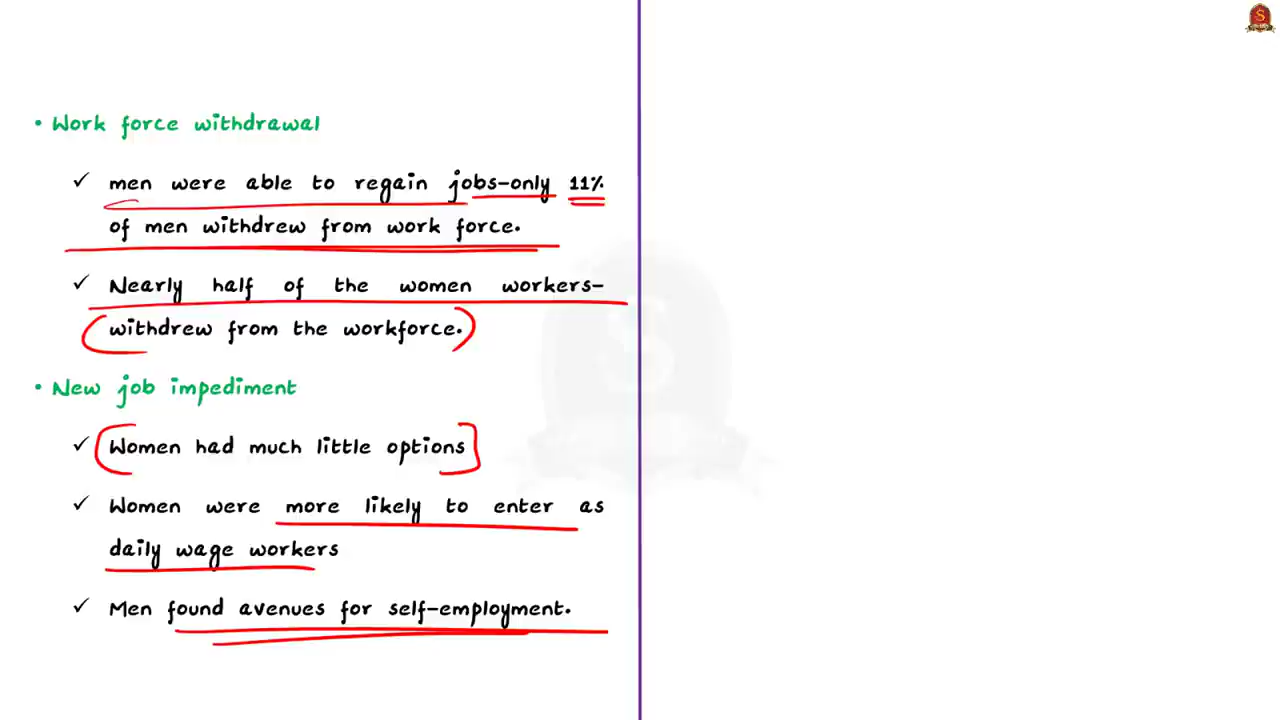 • Work force withdrawal
✓ men were able to regain jobs-only 11%
of men withdrew from work force.
✓ Nearly half of the women workers-
withdrew from the workforce.
• New job impediment
✓ Women had much little options
✓ Women were more likely to enter as
daily wage workers
✓ Men found avenues for self-employment.